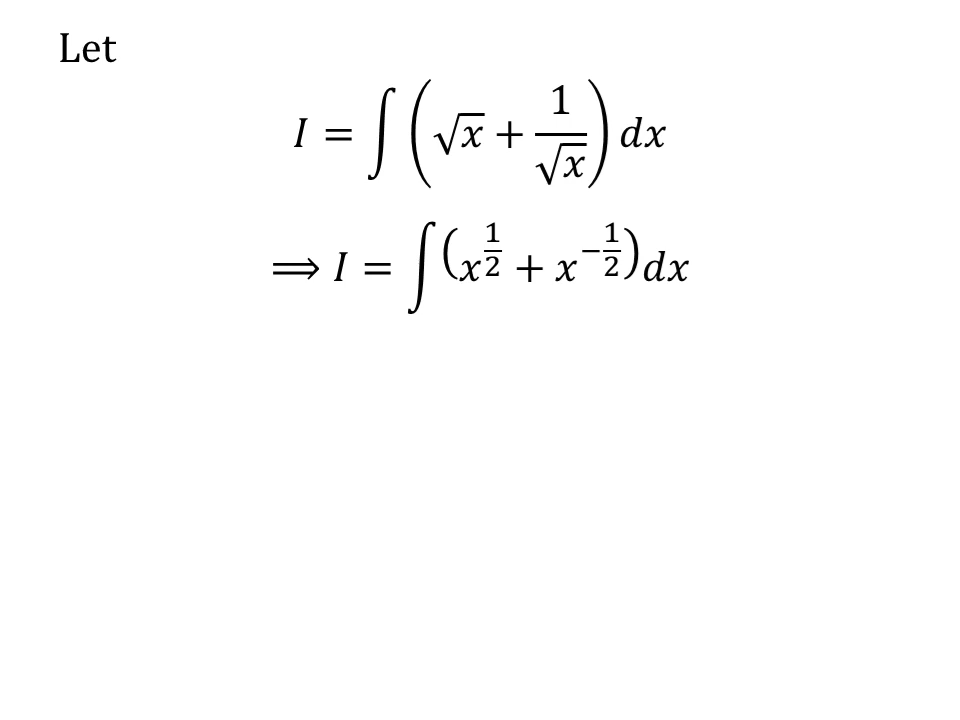 Let
I = ∫ (√x + 1/√x) dx
⟹ I = ∫(x^{1/2} + x^{-1/2})dx